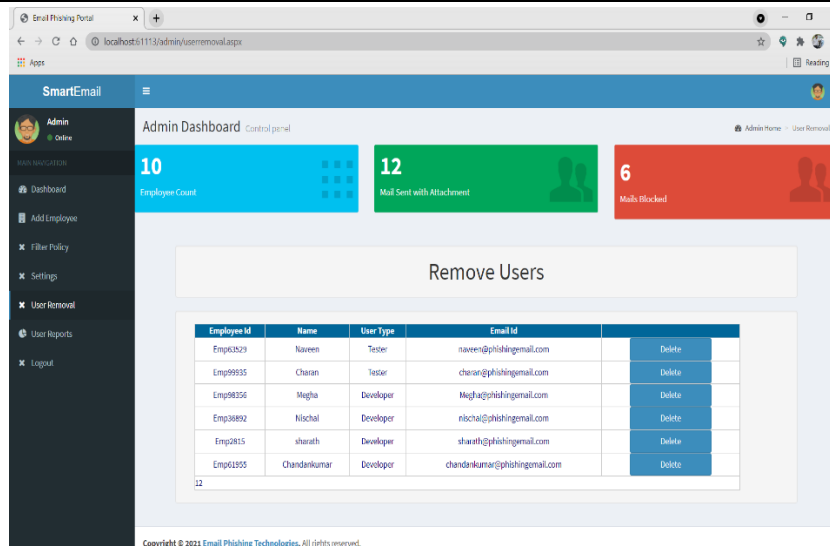 Email Phishing Portal
localhost:61113/admin/userremoval.aspx
Apps
Reading
SmartEmail
Admin
Online
MAIN NAVIGATION
Dashboard
Add Employee
Filter Policy
Settings
User Removal
User Reports
Logout
Admin Dashboard Control panel
Admin Home > User Removal
10
Employee Count
12
Mail Sent with Attachment
6
Mails Blocked
Remove Users
Employee Id Name User Type Email Id
Emp63529 Naveen Tester naveen@phishingemail.com Delete
Emp99935 Charan Tester charan@phishingemail.com Delete
Emp98356 Megha Developer Megha@phishingemail.com Delete
Emp36892 Nischal Developer nischal@phishingemail.com Delete
Emp2815 sharath Developer sharath@phishingemail.com Delete
Emp61955 Chandankumar Developer chandankumar@phishingemail.com Delete
12
Copyright © 2021 Email Phishing Technologies. All rights reserved.